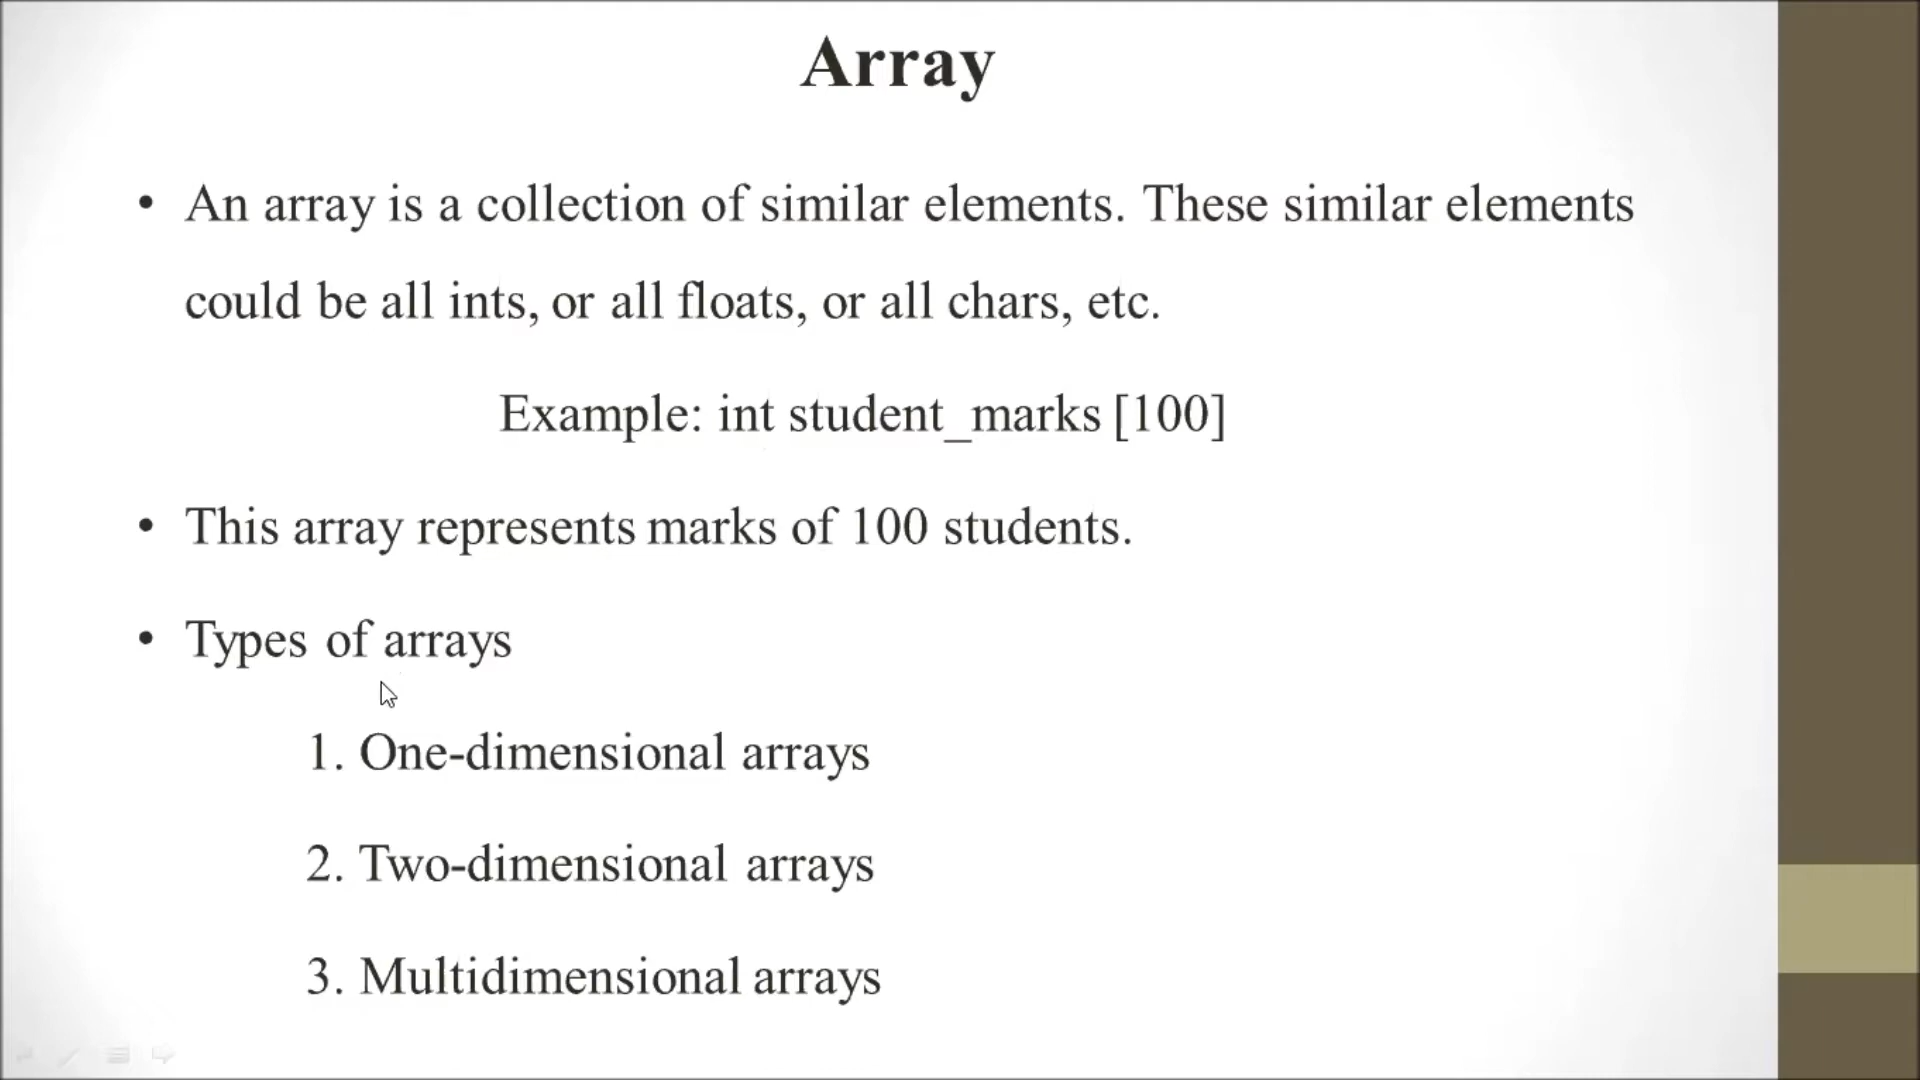 Array
• An array is a collection of similar elements. These similar elements
could be all ints, or all floats, or all chars, etc.
Example: int student_marks [100]
• This array represents marks of 100 students.
• Types of arrays
1. One-dimensional arrays
2. Two-dimensional arrays
3. Multidimensional arrays